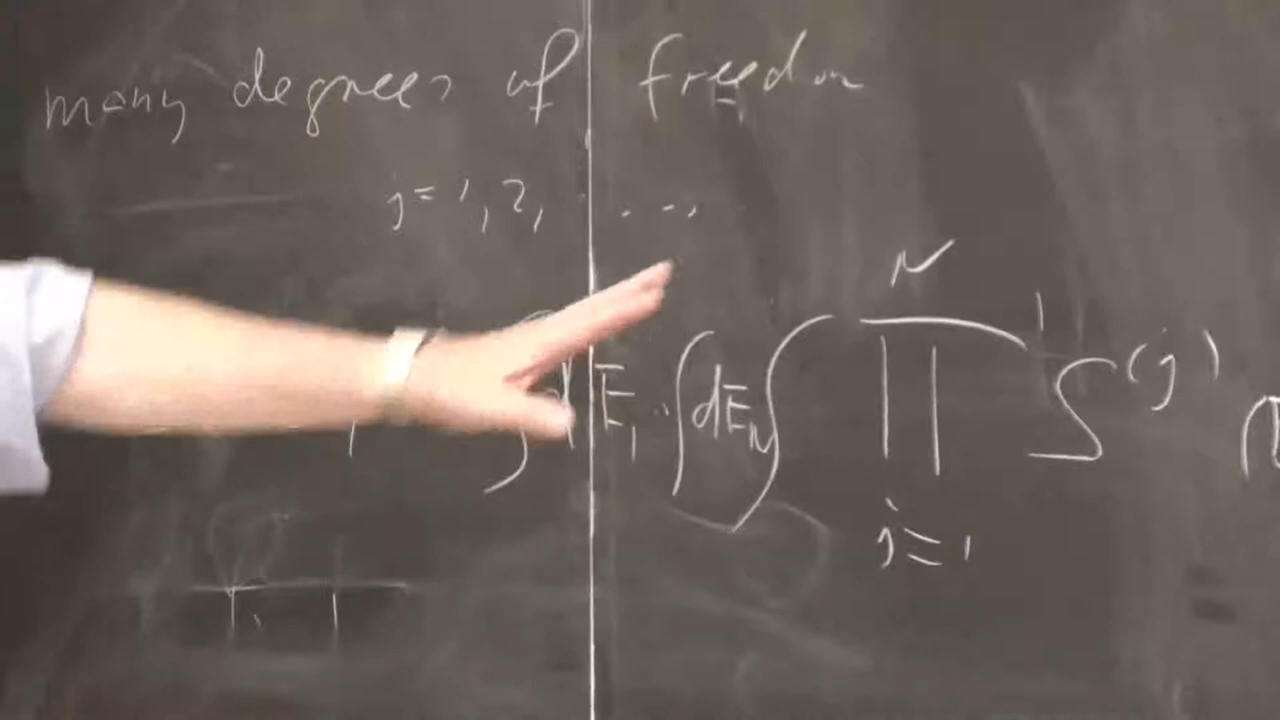 many degrees of freedom
j = 1, 2, . . . .
∫dE₁ .. ∫dE_N ∫ ∏_{j=1}^{N} S^{(j)}